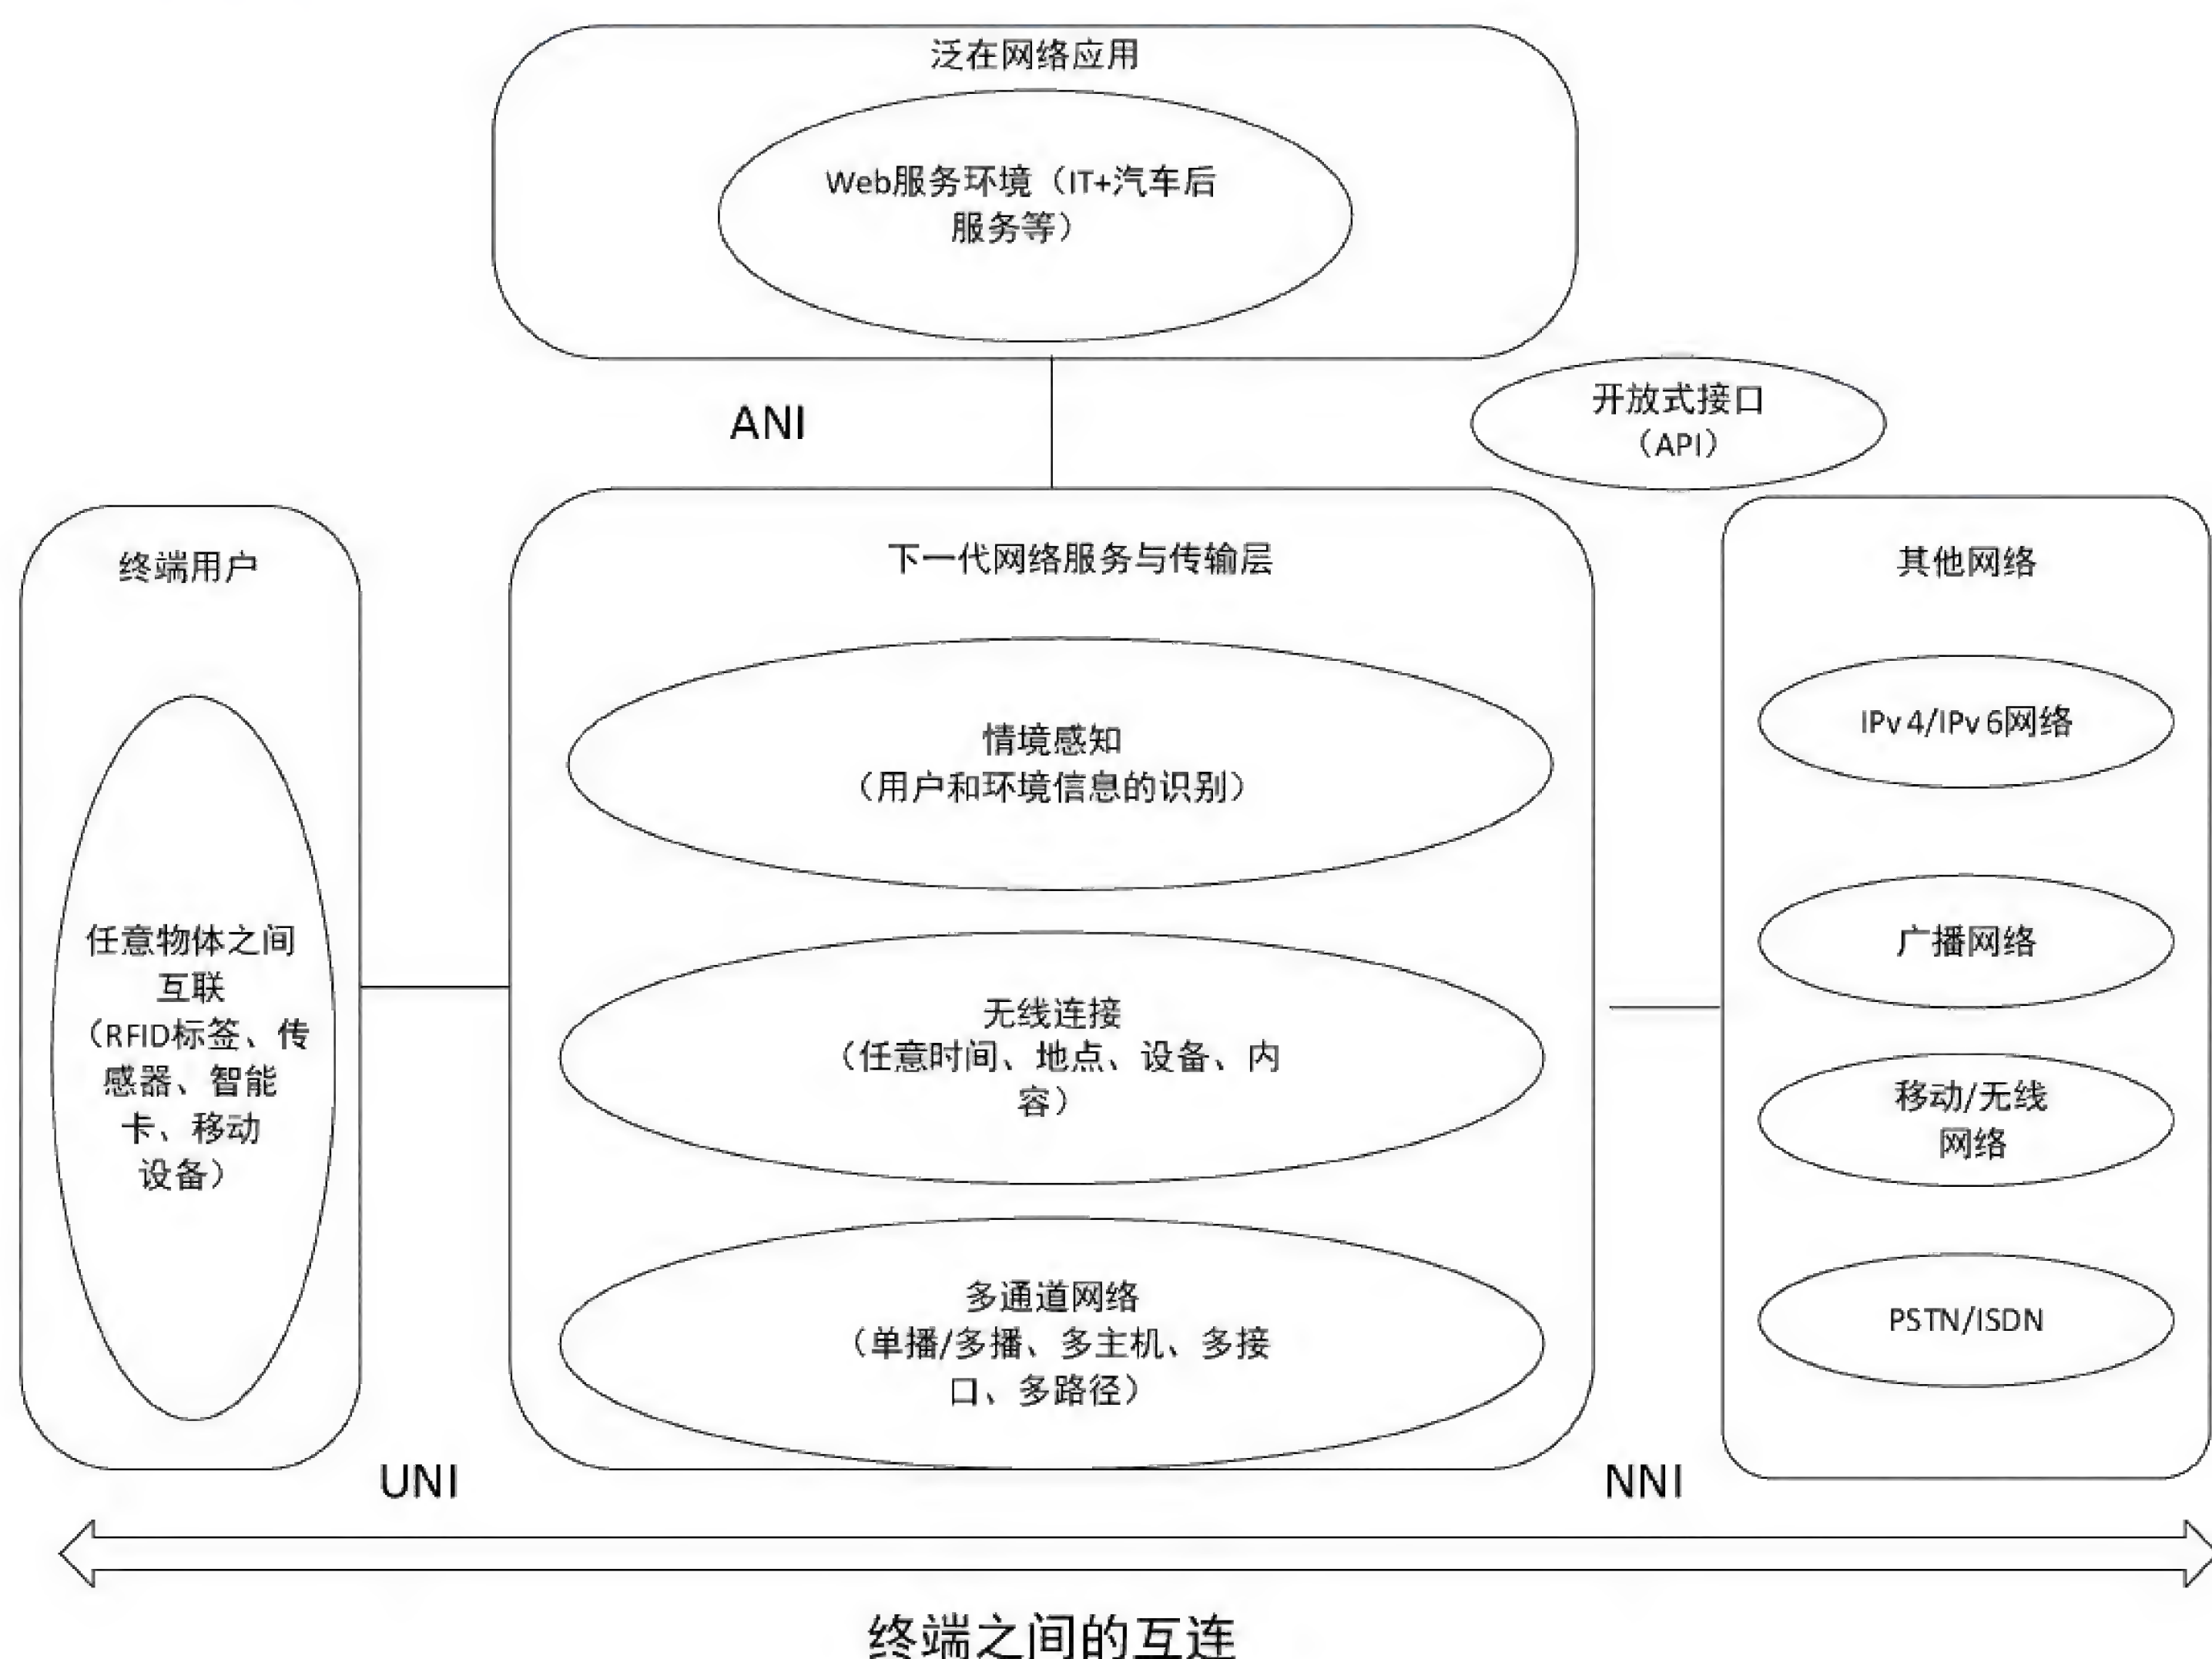 泛在网络应用
Web服务环境（IT+汽车后
服务等）
ANI
开放式接口
（API）
终端用户
任意物体之间
互联
（RFID标签、传
感器、智能
卡、移动
设备）
下一代网络服务与传输层
情境感知
（用户和环境信息的识别）
无线连接
（任意时间、地点、设备、内
容）
多通道网络
（单播/多播、多主机、多接
口、多路径）
其他网络
IPv4/IPv6网络
广播网络
移动/无线
网络
PSTN/ISDN
UNI
NNI
终端之间的互连